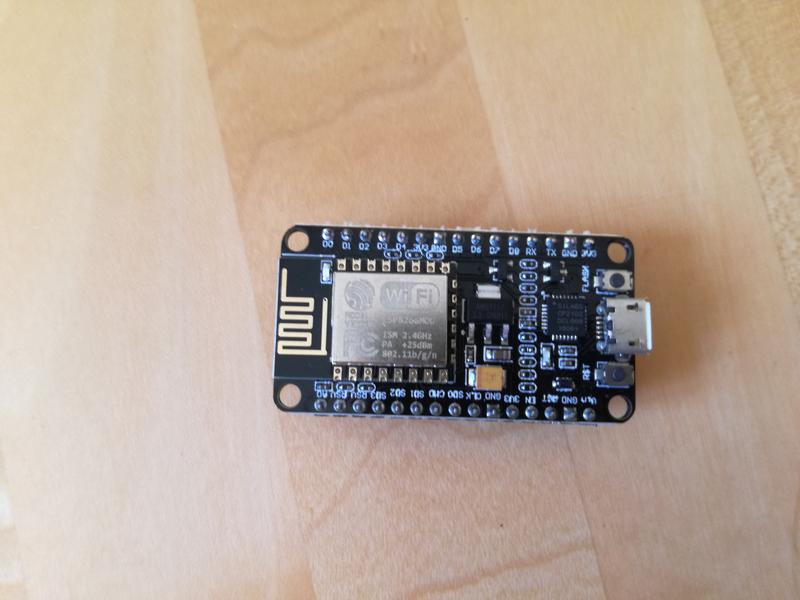 D0 D1 D2 D3 D4 3V3 GND D5 D6 D7 D8 RX TX GND 3V3
FLASH
WiFi
ESP8266MOD
ISM 2.4GHz
PA +25dBm
802.11b/g/n
SILABS
CP2102
RST
A0 RSV RSV SD3 SD2 SD1 CMD SD0 CLK GND 3V3 EN RST GND Vin